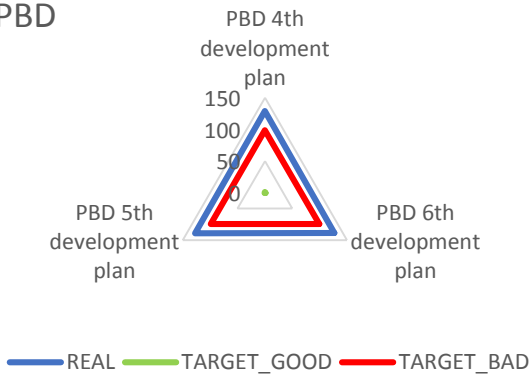 PBD
PBD 4th
development
plan
150
100
50
0
PBD 5th
development
plan
PBD 6th
development
plan
REAL
TARGET_GOOD
TARGET_BAD